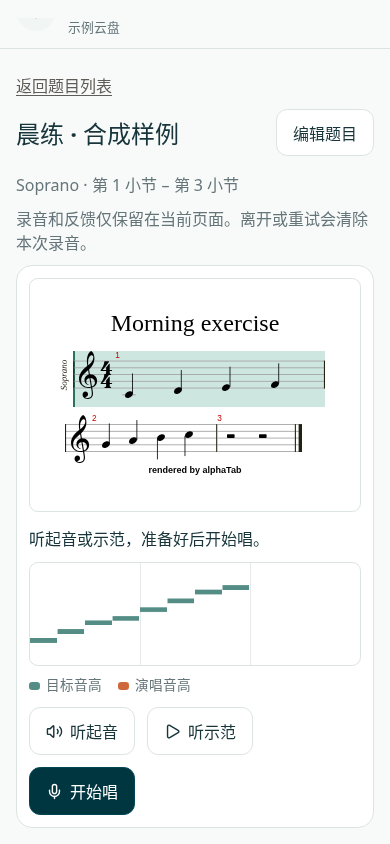 示例云盘
返回题目列表
晨练 · 合成样例
编辑题目
Soprano · 第 1 小节 – 第 3 小节
录音和反馈仅保留在当前页面。离开或重试会清除
本次录音。
Morning exercise
Soprano
1
4
4
2
3
rendered by alphaTab
听起音或示范，准备好后开始唱。
目标音高
演唱音高
听起音
听示范
开始唱